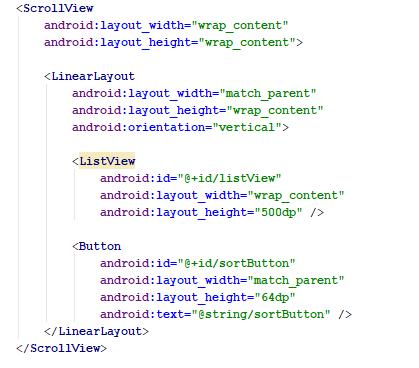 <ScrollView
    android:layout_width="wrap_content"
    android:layout_height="wrap_content">

    <LinearLayout
        android:layout_width="match_parent"
        android:layout_height="wrap_content"
        android:orientation="vertical">

        <ListView
            android:id="@+id/listView"
            android:layout_width="wrap_content"
            android:layout_height="500dp" />

        <Button
            android:id="@+id/sortButton"
            android:layout_width="match_parent"
            android:layout_height="64dp"
            android:text="@string/sortButton" />
    </LinearLayout>
</ScrollView>